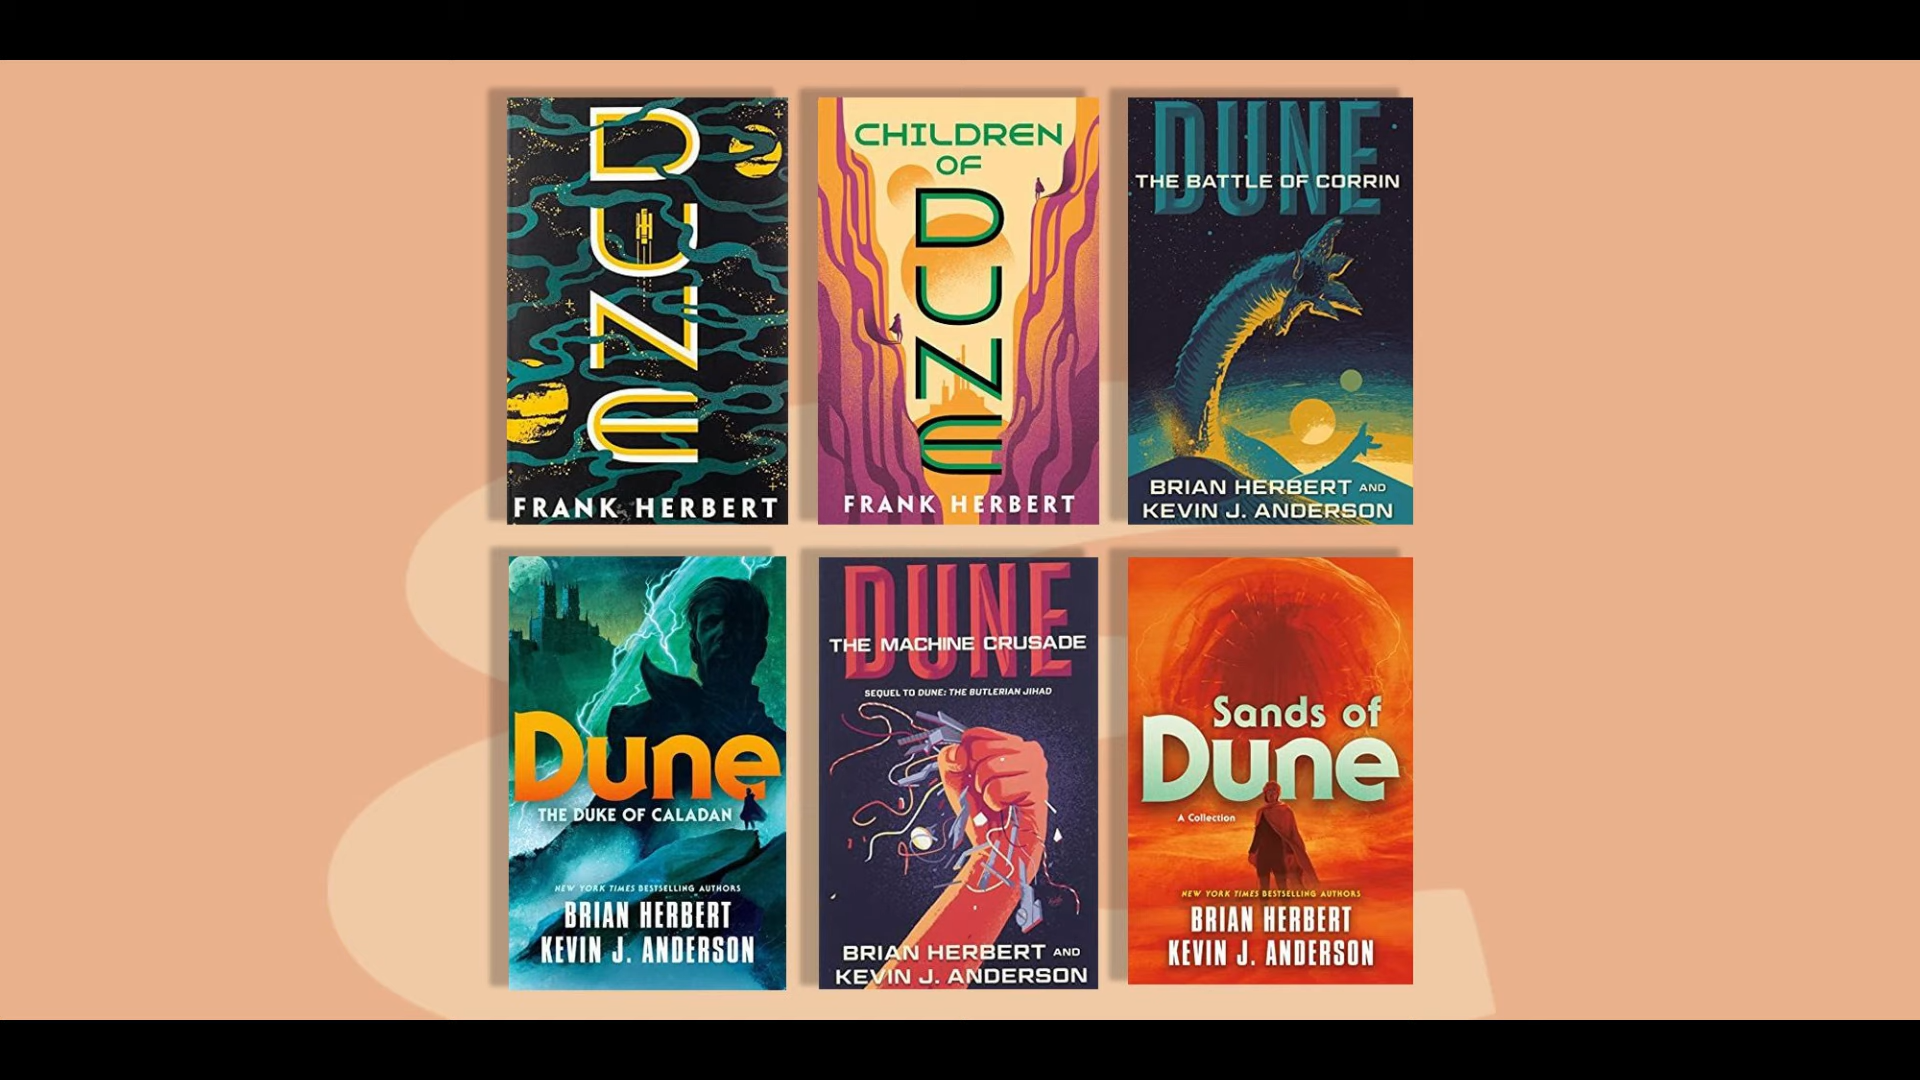 DUNE
FRANK HERBERT
CHILDREN
OF
DUNE
FRANK HERBERT
DUNE
THE BATTLE OF CORRIN
BRIAN HERBERT AND
KEVIN J. ANDERSON
Dune
THE DUKE OF CALADAN
NEW YORK TIMES BESTSELLING AUTHORS
BRIAN HERBERT
KEVIN J. ANDERSON
DUNE
THE MACHINE CRUSADE
SEQUEL TO DUNE: THE BUTLERIAN JIHAD
BRIAN HERBERT AND
KEVIN J. ANDERSON
Sands of
Dune
A Collection
NEW YORK TIMES BESTSELLING AUTHORS
BRIAN HERBERT
KEVIN J. ANDERSON